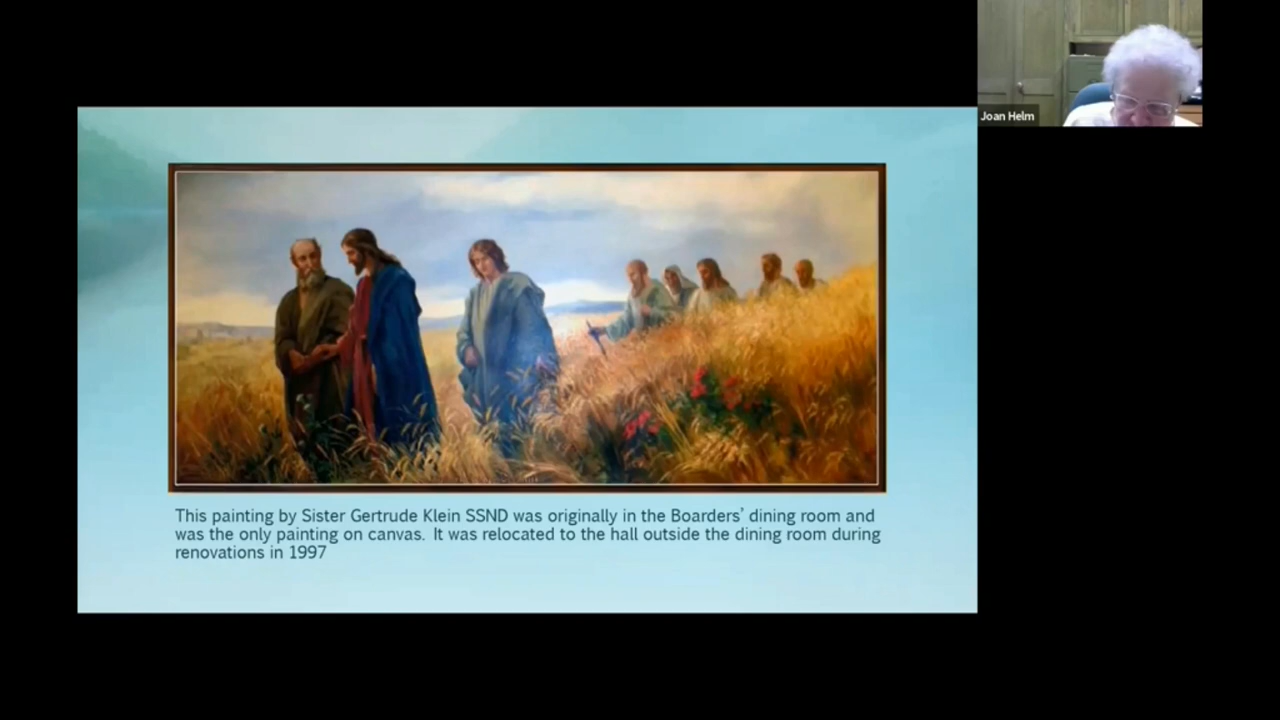 Joan Helm
This painting by Sister Gertrude Klein SSND was originally in the Boarders’ dining room and
was the only painting on canvas. It was relocated to the hall outside the dining room during
renovations in 1997